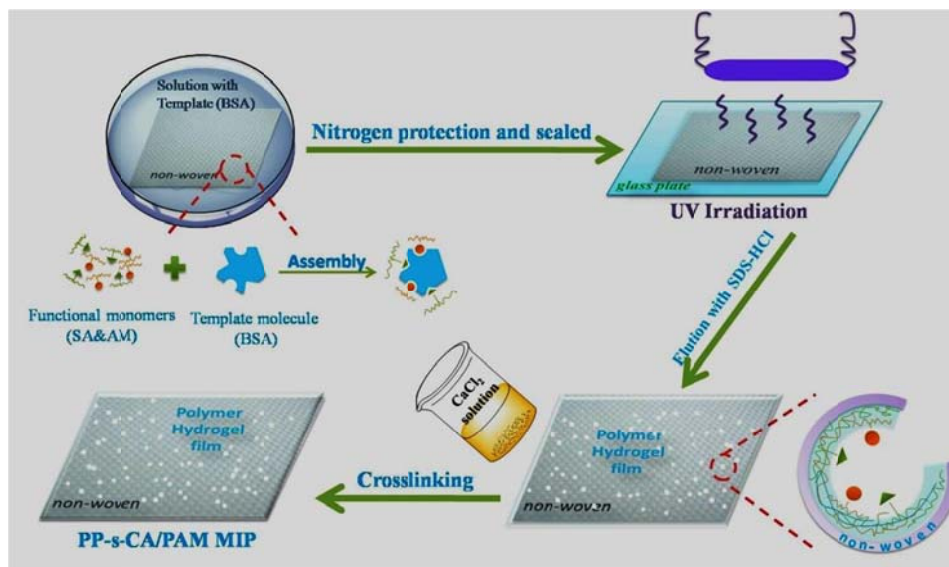 Solution with
Template (BSA)
non-woven
Nitrogen protection and sealed
non-woven
glass plate
UV Irradiation
Assembly
Functional monomers
(SA&AM)
Template molecule
(BSA)
Elution with SDS-HCl
CaCl₂
solution
Polymer
Hydrogel
film
non-woven
Crosslinking
Polymer
Hydrogel
film
non-woven
non-woven
PP-s-CA/PAM MIP